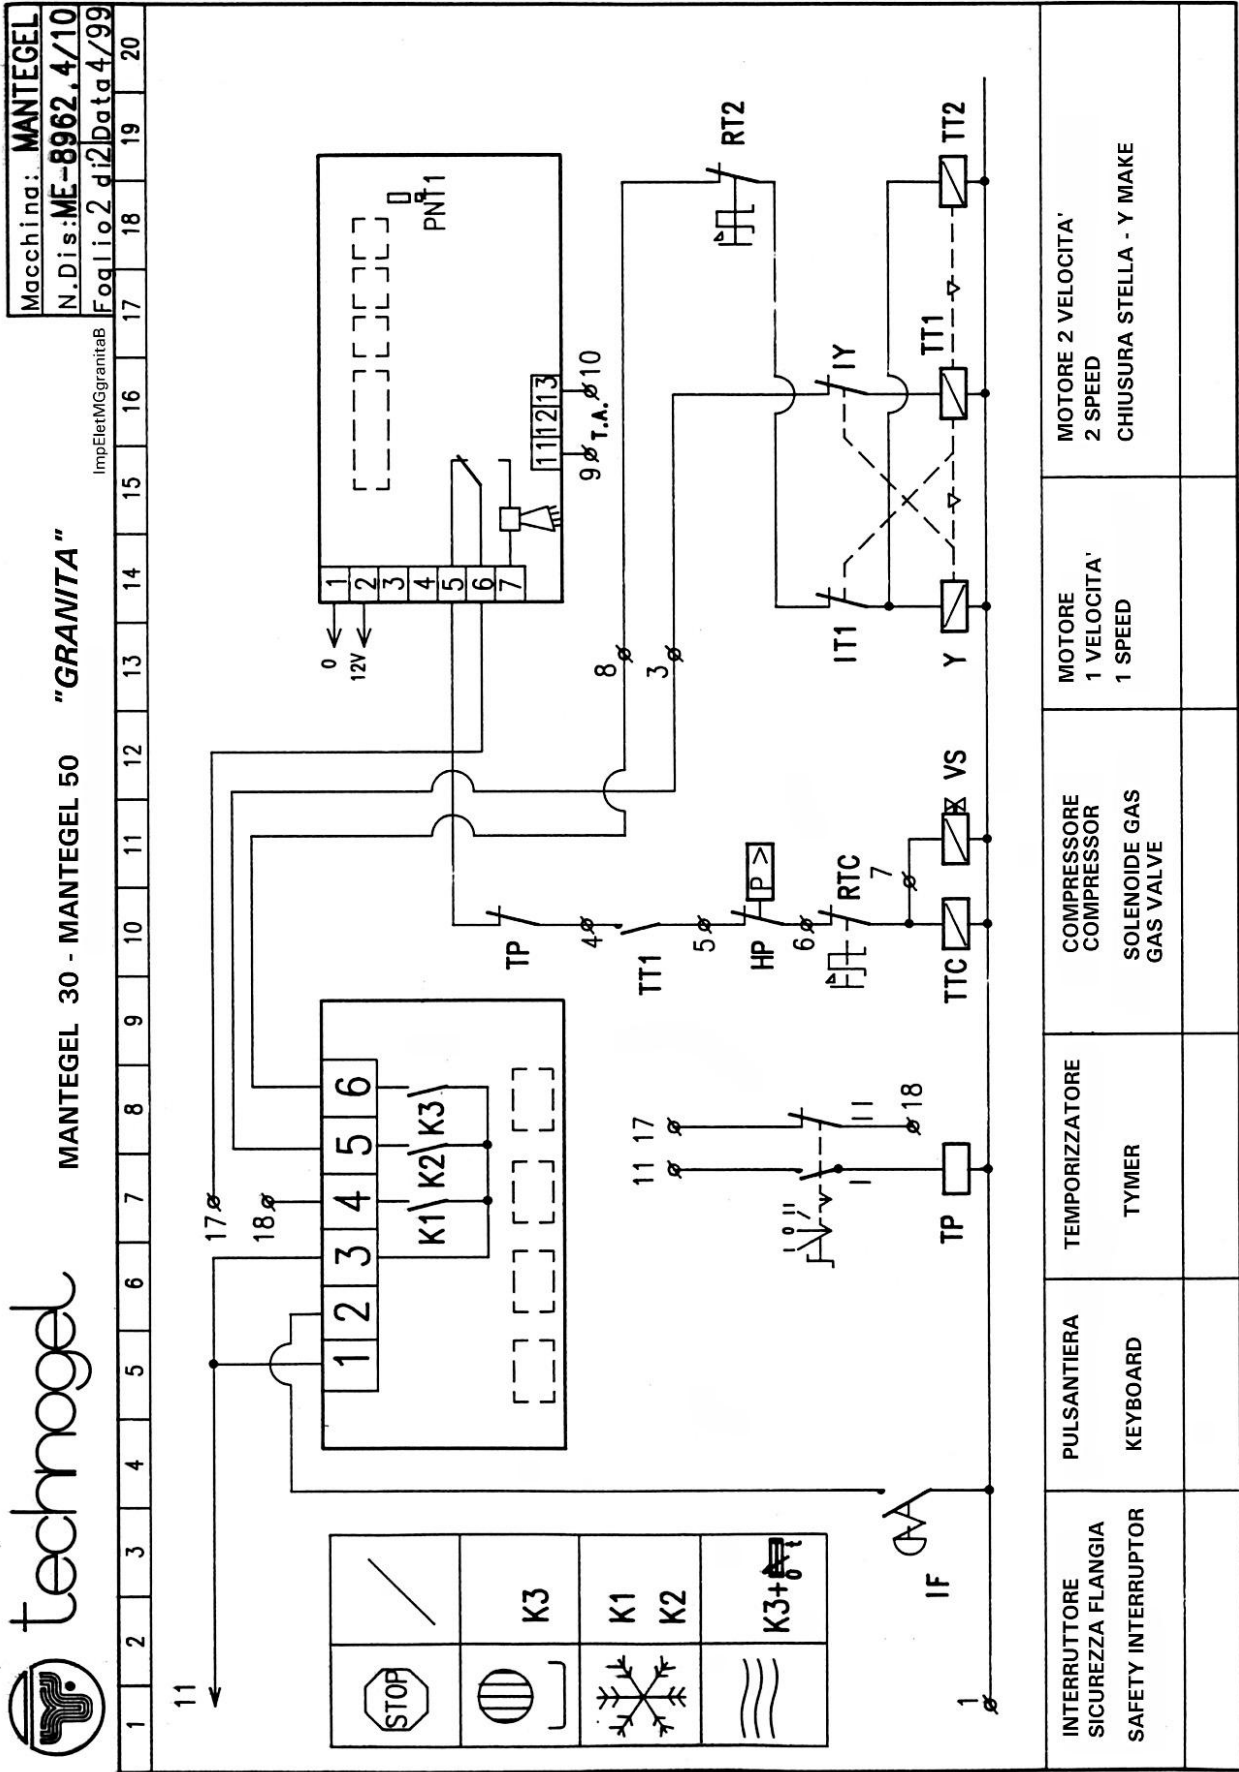 technogel
MANTEGEL 30 - MANTEGEL 50 "GRANITA"
ImpEletMGgranitaB
Macchina: MANTEGEL
N.Dis:ME-8962.4/10
Foglio2 di2 Data4/99
1 2 3 4 5 6 7 8 9 10 11 12 13 14 15 16 17 18 19 20
11
17
18
0
12V
1
2
3
4
5
6
7
11 12 13
9 T.A. 10
PNT1
1 2 3 4 5 6
K1 K2 K3
STOP
K3
K1
K2
K3+
0 t
TP
4
TT1
5
HP
P >
6
RTC
7
TTC
VS
8
3
RT2
IT1
IY
Y
TT1
TT2
11 17
I 0 II
I
II
18
TP
IF
1
INTERRUTTORE
SICUREZZA FLANGIA
SAFETY INTERRUPTOR
PULSANTIERA
KEYBOARD
TEMPORIZZATORE
TYMER
COMPRESSORE
COMPRESSOR
SOLENOIDE GAS
GAS VALVE
MOTORE
1 VELOCITA'
1 SPEED
MOTORE 2 VELOCITA'
2 SPEED
CHIUSURA STELLA - Y MAKE